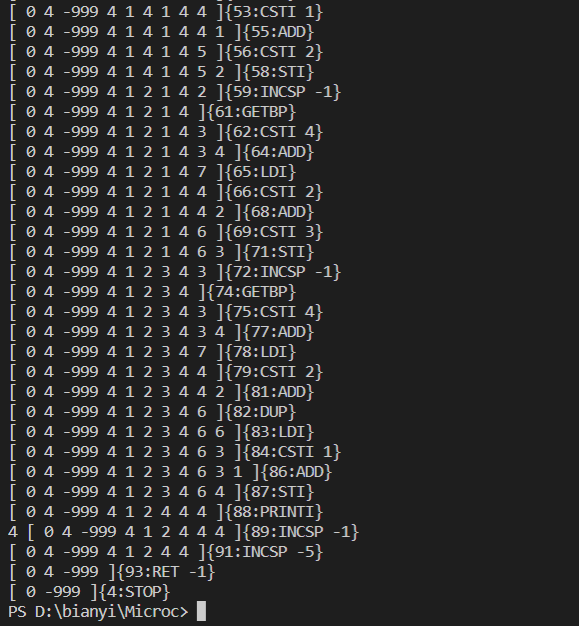 [ 0 4 -999 4 1 4 1 4 4 ]{53:CSTI 1}
[ 0 4 -999 4 1 4 1 4 4 1 ]{55:ADD}
[ 0 4 -999 4 1 4 1 4 5 ]{56:CSTI 2}
[ 0 4 -999 4 1 4 1 4 5 2 ]{58:STI}
[ 0 4 -999 4 1 2 1 4 2 ]{59:INCSP -1}
[ 0 4 -999 4 1 2 1 4 ]{61:GETBP}
[ 0 4 -999 4 1 2 1 4 3 ]{62:CSTI 4}
[ 0 4 -999 4 1 2 1 4 3 4 ]{64:ADD}
[ 0 4 -999 4 1 2 1 4 7 ]{65:LDI}
[ 0 4 -999 4 1 2 1 4 4 ]{66:CSTI 2}
[ 0 4 -999 4 1 2 1 4 4 2 ]{68:ADD}
[ 0 4 -999 4 1 2 1 4 6 ]{69:CSTI 3}
[ 0 4 -999 4 1 2 1 4 6 3 ]{71:STI}
[ 0 4 -999 4 1 2 3 4 3 ]{72:INCSP -1}
[ 0 4 -999 4 1 2 3 4 ]{74:GETBP}
[ 0 4 -999 4 1 2 3 4 3 ]{75:CSTI 4}
[ 0 4 -999 4 1 2 3 4 3 4 ]{77:ADD}
[ 0 4 -999 4 1 2 3 4 7 ]{78:LDI}
[ 0 4 -999 4 1 2 3 4 4 ]{79:CSTI 2}
[ 0 4 -999 4 1 2 3 4 4 2 ]{81:ADD}
[ 0 4 -999 4 1 2 3 4 6 ]{82:DUP}
[ 0 4 -999 4 1 2 3 4 6 6 ]{83:LDI}
[ 0 4 -999 4 1 2 3 4 6 3 ]{84:CSTI 1}
[ 0 4 -999 4 1 2 3 4 6 3 1 ]{86:ADD}
[ 0 4 -999 4 1 2 3 4 6 4 ]{87:STI}
[ 0 4 -999 4 1 2 4 4 4 ]{88:PRINTI}
4 [ 0 4 -999 4 1 2 4 4 4 ]{89:INCSP -1}
[ 0 4 -999 4 1 2 4 4 ]{91:INCSP -5}
[ 0 4 -999 ]{93:RET -1}
[ 0 -999 ]{4:STOP}
PS D:\bianyi\Microc>